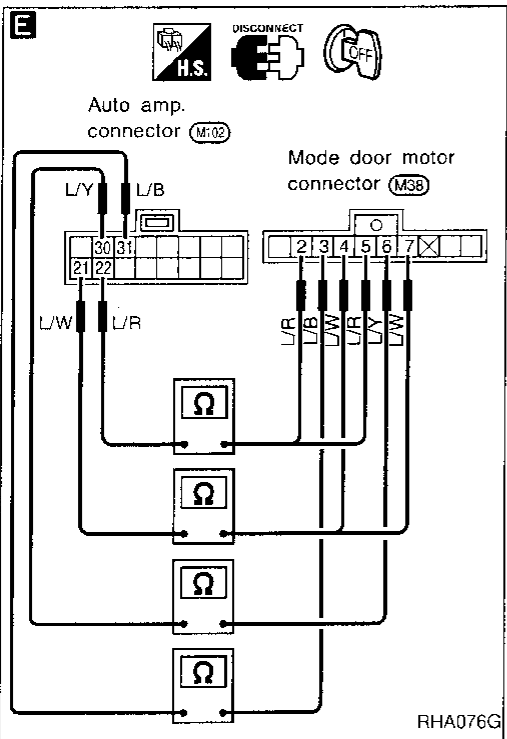 E
DISCONNECT
H.S.
OFF
Auto amp.
connector M102
Mode door motor
connector M38
L/Y L/B
30 31
21 22
2 3 4 5 6 7
L/W L/R
L/R L/B L/W L/R L/Y L/W
Ω
Ω
Ω
Ω
RHA076G